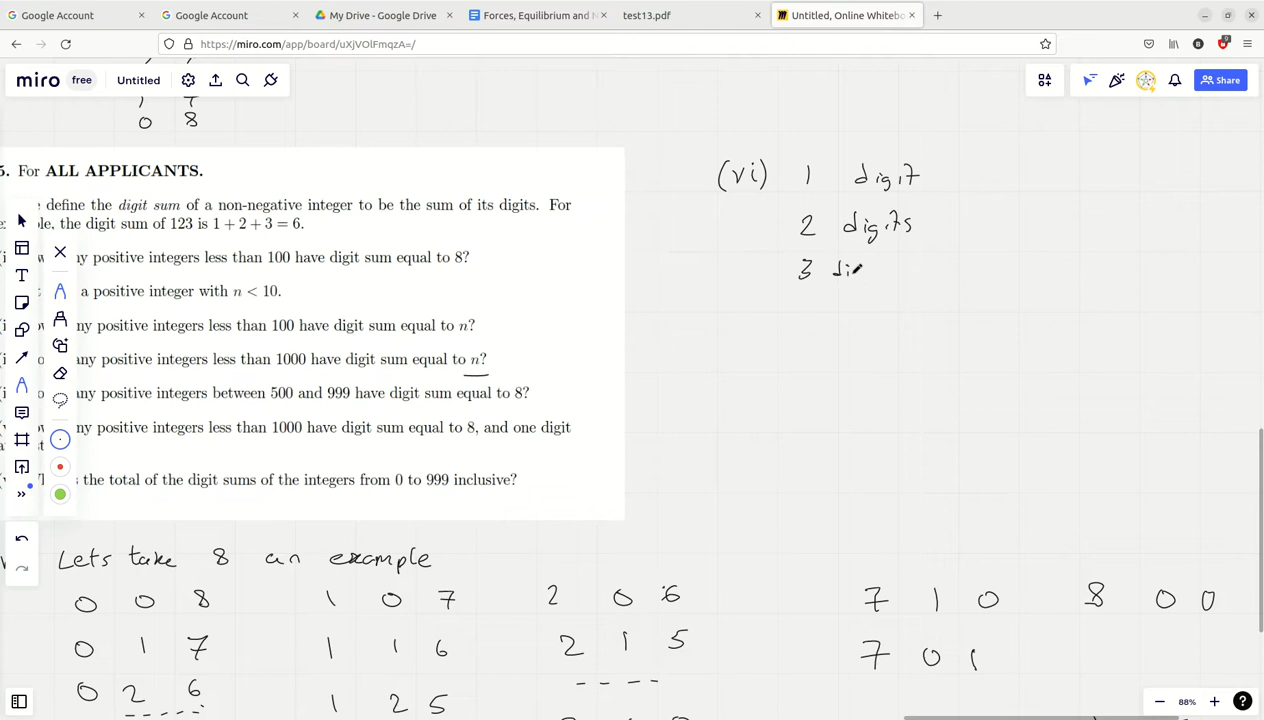 Google Account
Google Account
My Drive - Google Drive
Forces, Equilibrium and
test13.pdf
Untitled, Online Whitebo
https://miro.com/app/board/uXjVOlFmqzA=/
miro free Untitled
Share
1 7
0 8
5. For ALL APPLICANTS.
define the digit sum of a non-negative integer to be the sum of its digits. For
the digit sum of 123 is 1 + 2 + 3 = 6.
positive integers less than 100 have digit sum equal to 8?
a positive integer with n < 10.
positive integers less than 100 have digit sum equal to n?
positive integers less than 1000 have digit sum equal to n?
positive integers between 500 and 999 have digit sum equal to 8?
positive integers less than 1000 have digit sum equal to 8, and one digit
the total of the digit sums of the integers from 0 to 999 inclusive?
(vi) 1 digit
2 digits
3 di
Lets take 8 an example
0 0 8 1 0 7 2 0 6 7 1 0 8 0 0
0 1 7 1 1 6 2 1 5 7 0 1
0 2 6 1 2 5
88%